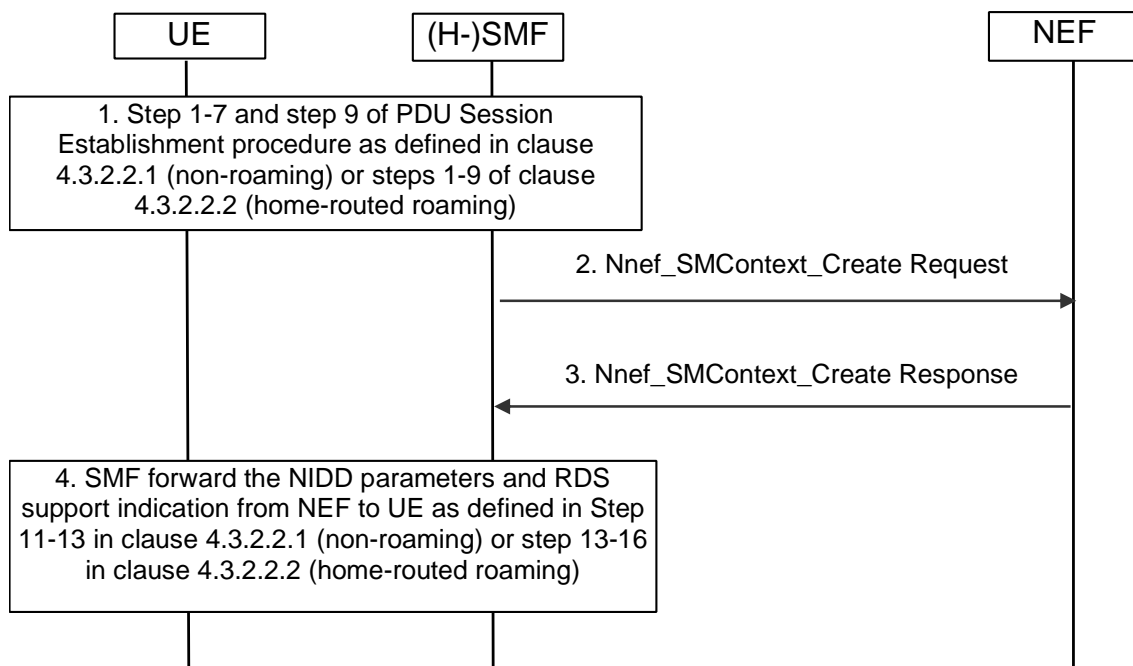 UE
(H-)SMF
NEF
1. Step 1-7 and step 9 of PDU Session
Establishment procedure as defined in clause
4.3.2.2.1 (non-roaming) or steps 1-9 of clause
4.3.2.2.2 (home-routed roaming)
2. Nnef_SMContext_Create Request
3. Nnef_SMContext_Create Response
4. SMF forward the NIDD parameters and RDS
support indication from NEF to UE as defined in Step
11-13 in clause 4.3.2.2.1 (non-roaming) or step 13-16
in clause 4.3.2.2.2 (home-routed roaming)